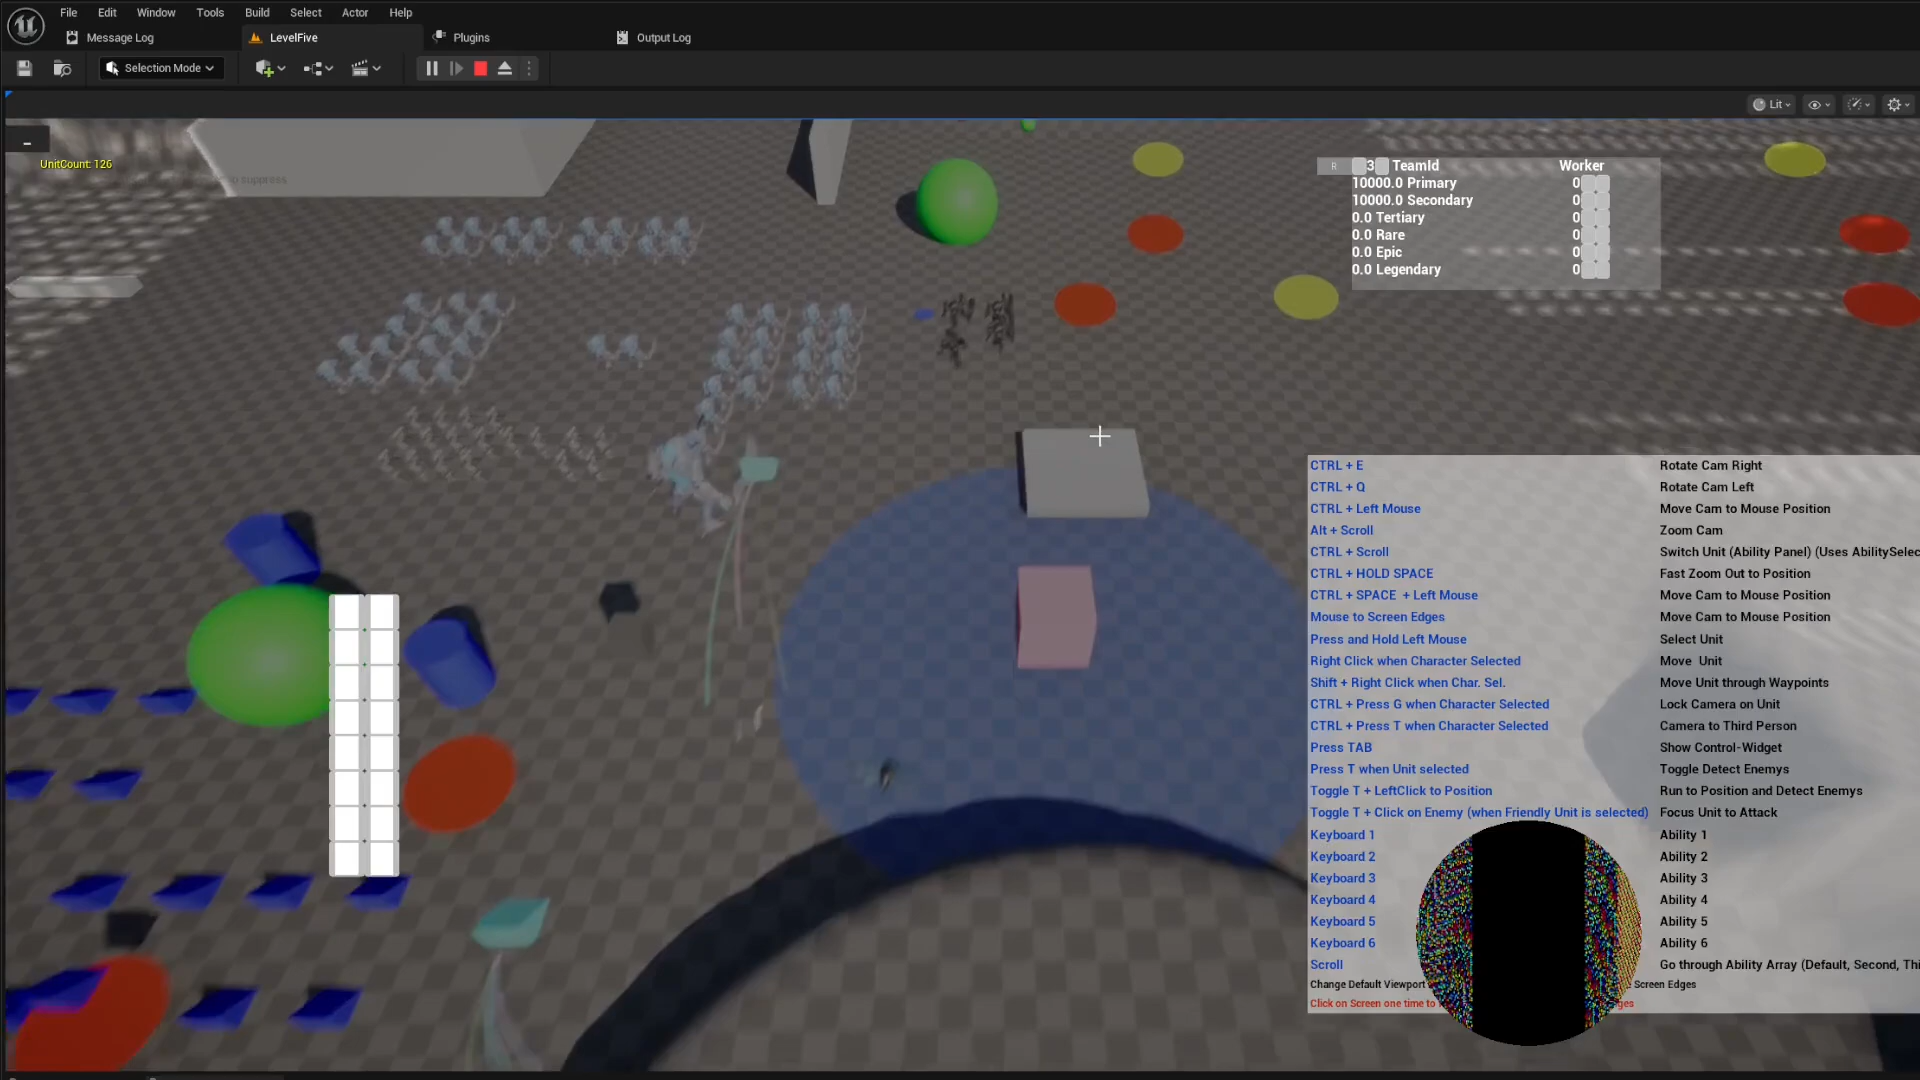 File Edit Window Tools Build Select Actor Help
Message Log LevelFive Plugins Output Log
Selection Mode
Lit
UnitCount: 126
suppress
R 3 TeamId Worker
10000.0 Primary 0
10000.0 Secondary 0
0.0 Tertiary 0
0.0 Rare 0
0.0 Epic 0
0.0 Legendary 0
CTRL + E Rotate Cam Right
CTRL + Q Rotate Cam Left
CTRL + Left Mouse Move Cam to Mouse Position
Alt + Scroll Zoom Cam
CTRL + Scroll Switch Unit (Ability Panel) (Uses AbilitySelec
CTRL + HOLD SPACE Fast Zoom Out to Position
CTRL + SPACE + Left Mouse Move Cam to Mouse Position
Mouse to Screen Edges Move Cam to Mouse Position
Press and Hold Left Mouse Select Unit
Right Click when Character Selected Move Unit
Shift + Right Click when Char. Sel. Move Unit through Waypoints
CTRL + Press G when Character Selected Lock Camera on Unit
CTRL + Press T when Character Selected Camera to Third Person
Press TAB Show Control-Widget
Press T when Unit selected Toggle Detect Enemys
Toggle T + LeftClick to Position Run to Position and Detect Enemys
Toggle T + Click on Enemy (when Friendly Unit is selected) Focus Unit to Attack
Keyboard 1 Ability 1
Keyboard 2 Ability 2
Keyboard 3 Ability 3
Keyboard 4 Ability 4
Keyboard 5 Ability 5
Keyboard 6 Ability 6
Scroll Go through Ability Array (Default, Second, Thi
Change Default Viewport Screen Edges
Click on Screen one time to